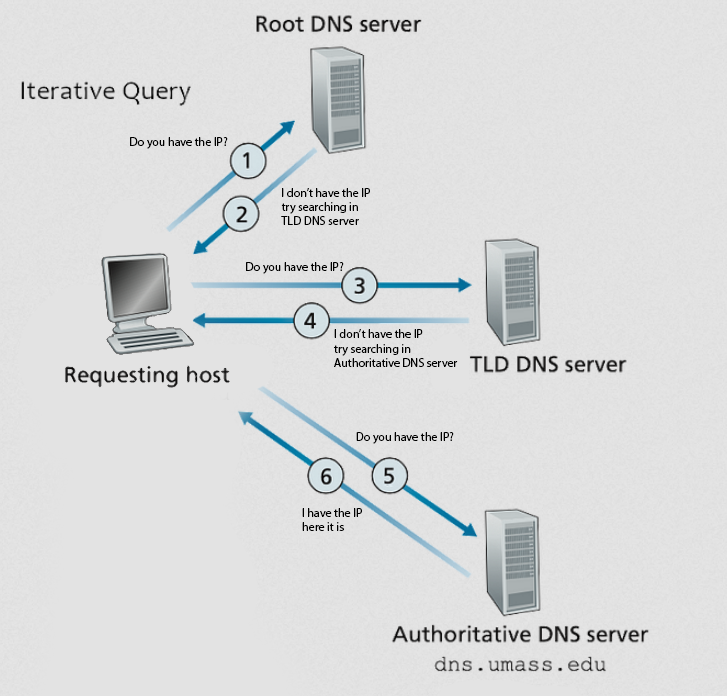 Root DNS server
Iterative Query
Do you have the IP?
1
I don't have the IP
try searching in
TLD DNS server
2
Do you have the IP?
3
4
I don't have the IP
try searching in
Authoritative DNS server
TLD DNS server
Requesting host
Do you have the IP?
6
5
I have the IP
here it is
Authoritative DNS server
dns.umass.edu